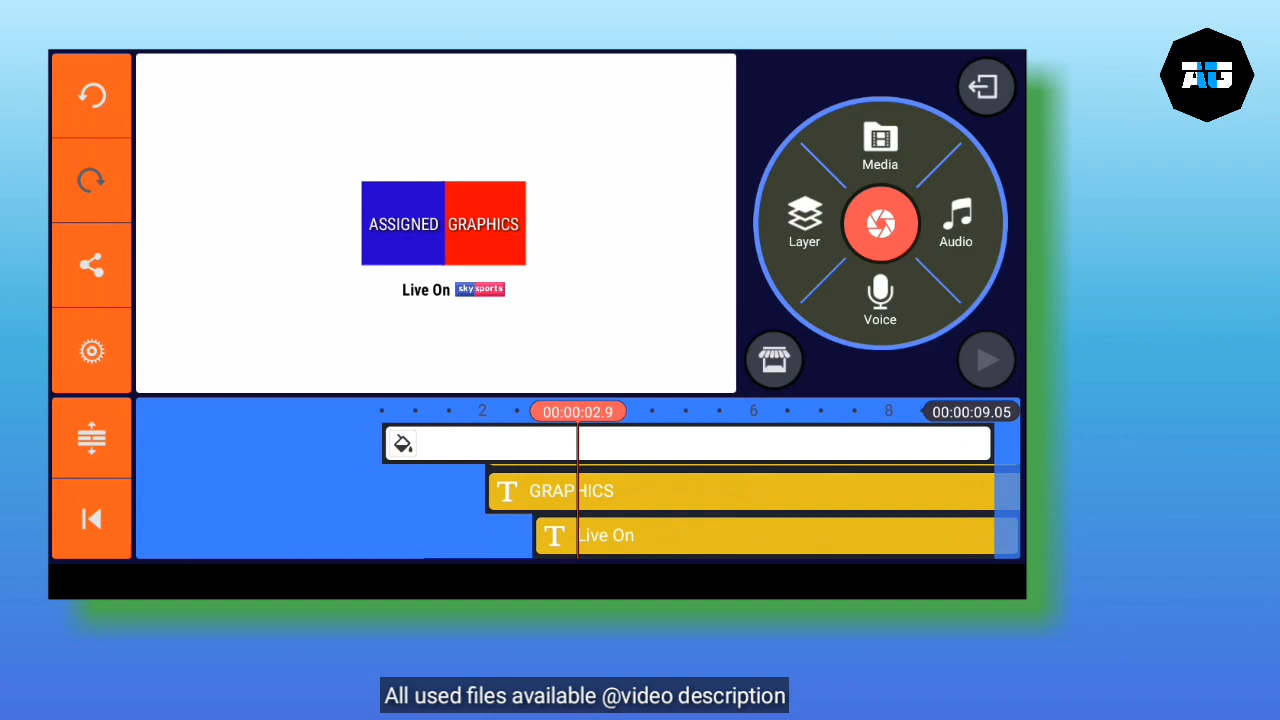 AG
Media
Layer
Audio
Voice
ASSIGNED GRAPHICS
Live On sky sports
2
00:00:02.9
6
8
00:00:09.05
T GRAPHICS
T Live On
All used files available @video description